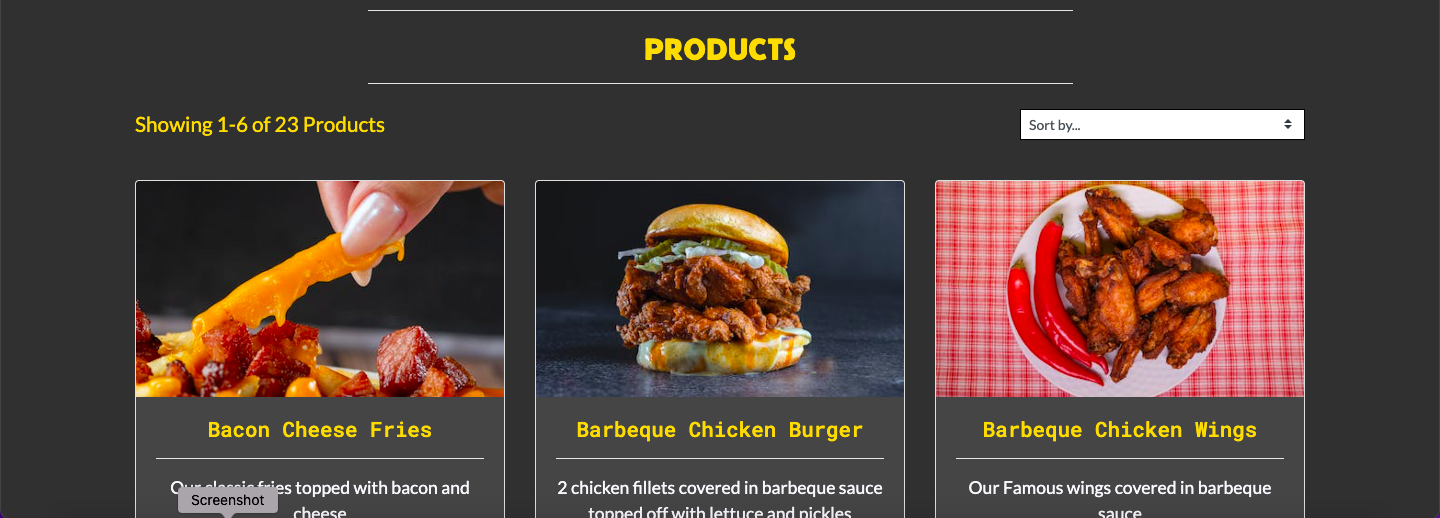 PRODUCTS
Showing 1-6 of 23 Products
Sort by...
Bacon Cheese Fries
Barbeque Chicken Burger
Barbeque Chicken Wings
Our classic fries topped with bacon and
cheese
2 chicken fillets covered in barbeque sauce
topped off with lettuce and pickles
Our Famous wings covered in barbeque
sauce
Screenshot